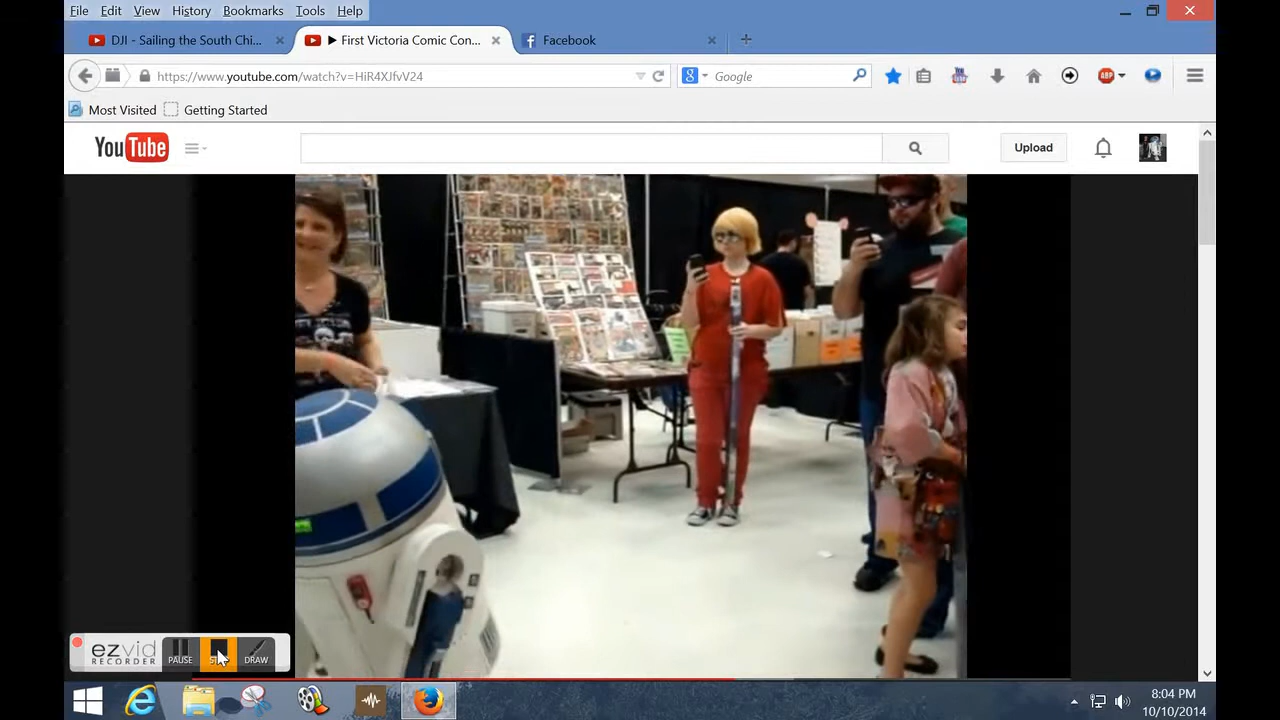 File Edit View History Bookmarks Tools Help
DJI - Sailing the South Chi... × ▶ First Victoria Comic Con... × Facebook × +
https://www.youtube.com/watch?v=HiR4XJfvV24 Google ABP
Most Visited Getting Started
YouTube Upload
ezvid
RECORDER PAUSE DRAW
8:04 PM
10/10/2014